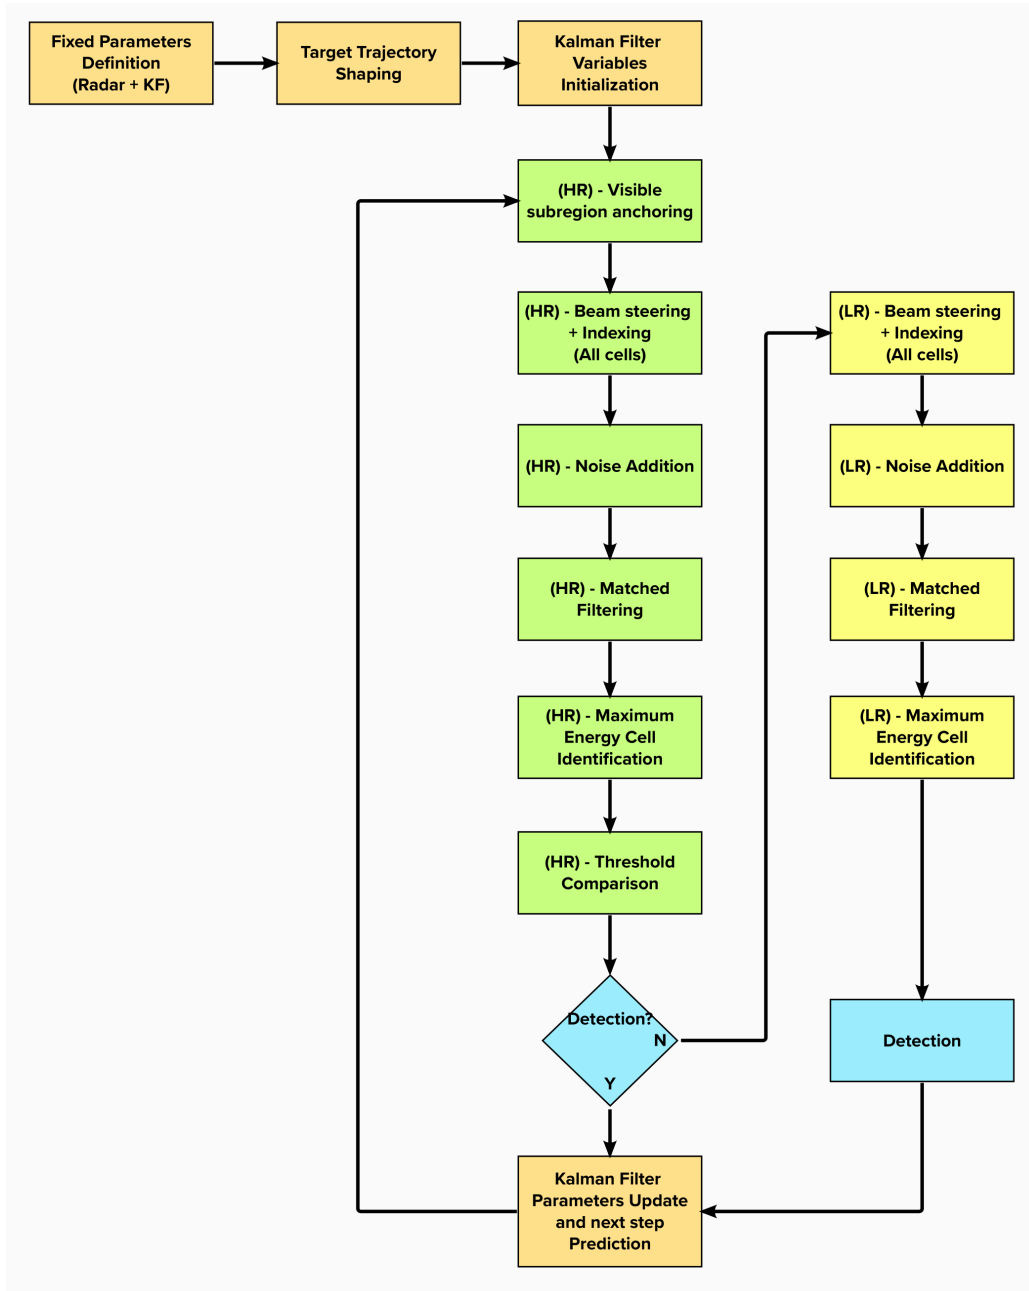 Fixed Parameters
Definition
(Radar + KF)
Target Trajectory
Shaping
Kalman Filter
Variables
Initialization
(HR) - Visible
subregion anchoring
(HR) - Beam steering
+ Indexing
(All cells)
(HR) - Noise Addition
(HR) - Matched
Filtering
(HR) - Maximum
Energy Cell
Identification
(HR) - Threshold
Comparison
Detection?
N
Y
(LR) - Beam steering
+ Indexing
(All cells)
(LR) - Noise Addition
(LR) - Matched
Filtering
(LR) - Maximum
Energy Cell
Identification
Detection
Kalman Filter
Parameters Update
and next step
Prediction